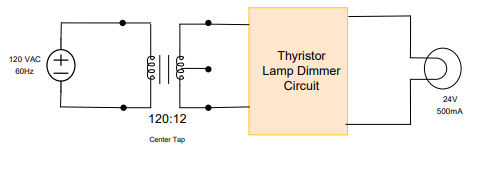 120 VAC
60Hz
120:12
Center Tap
Thyristor
Lamp Dimmer
Circuit
24V
500mA